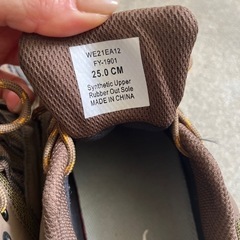 WE21EA12
FY-1901
25.0 CM
Synthetic Upper
Rubber Out Sole
MADE IN CHINA